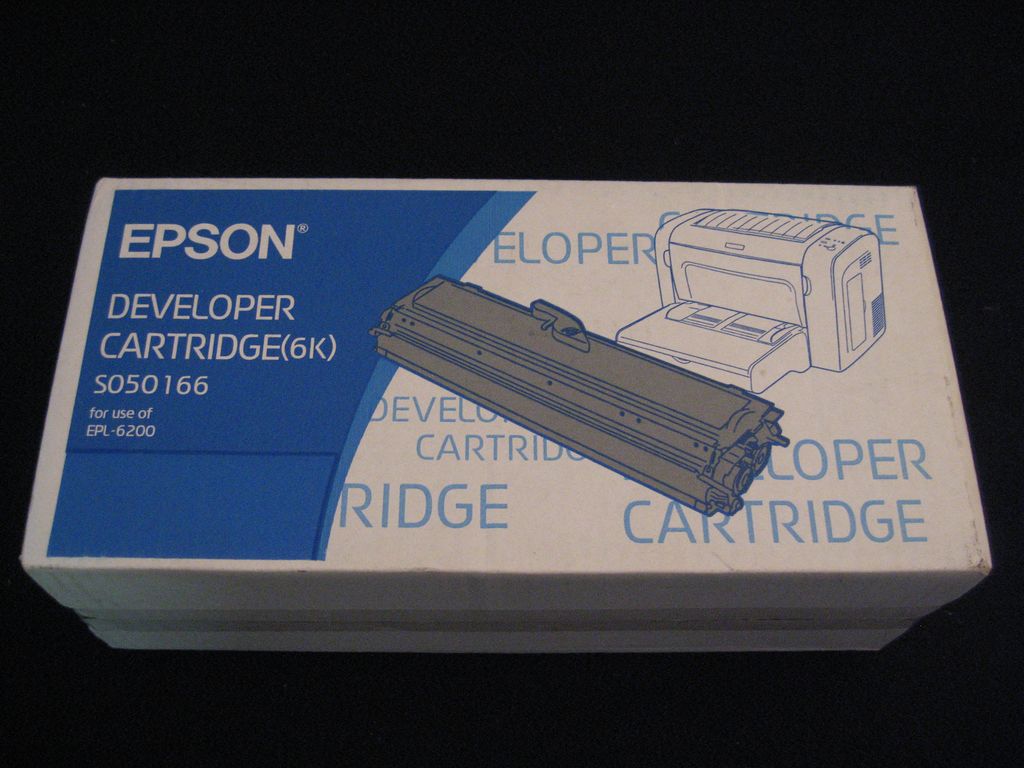 EPSON®
DEVELOPER
CARTRIDGE(6K)
S050166
for use of
EPL-6200
ELOPER
RIDGE
DEVELO
CARTRID
RIDGE
LOPER
CARTRIDGE